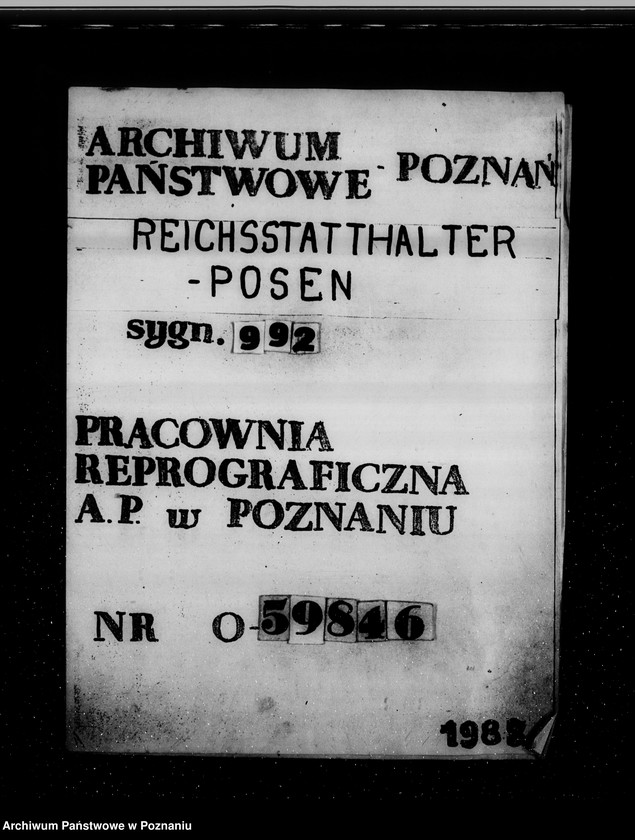 ARCHIWUM
PAŃSTWOWE - POZNAŃ
REICHSSTATTHALTER
-POSEN
sygn. 992
PRACOWNIA
REPROGRAFICZNA
A.P. w POZNANIU
NR O-59846
Archiwum Państwowe w Poznaniu